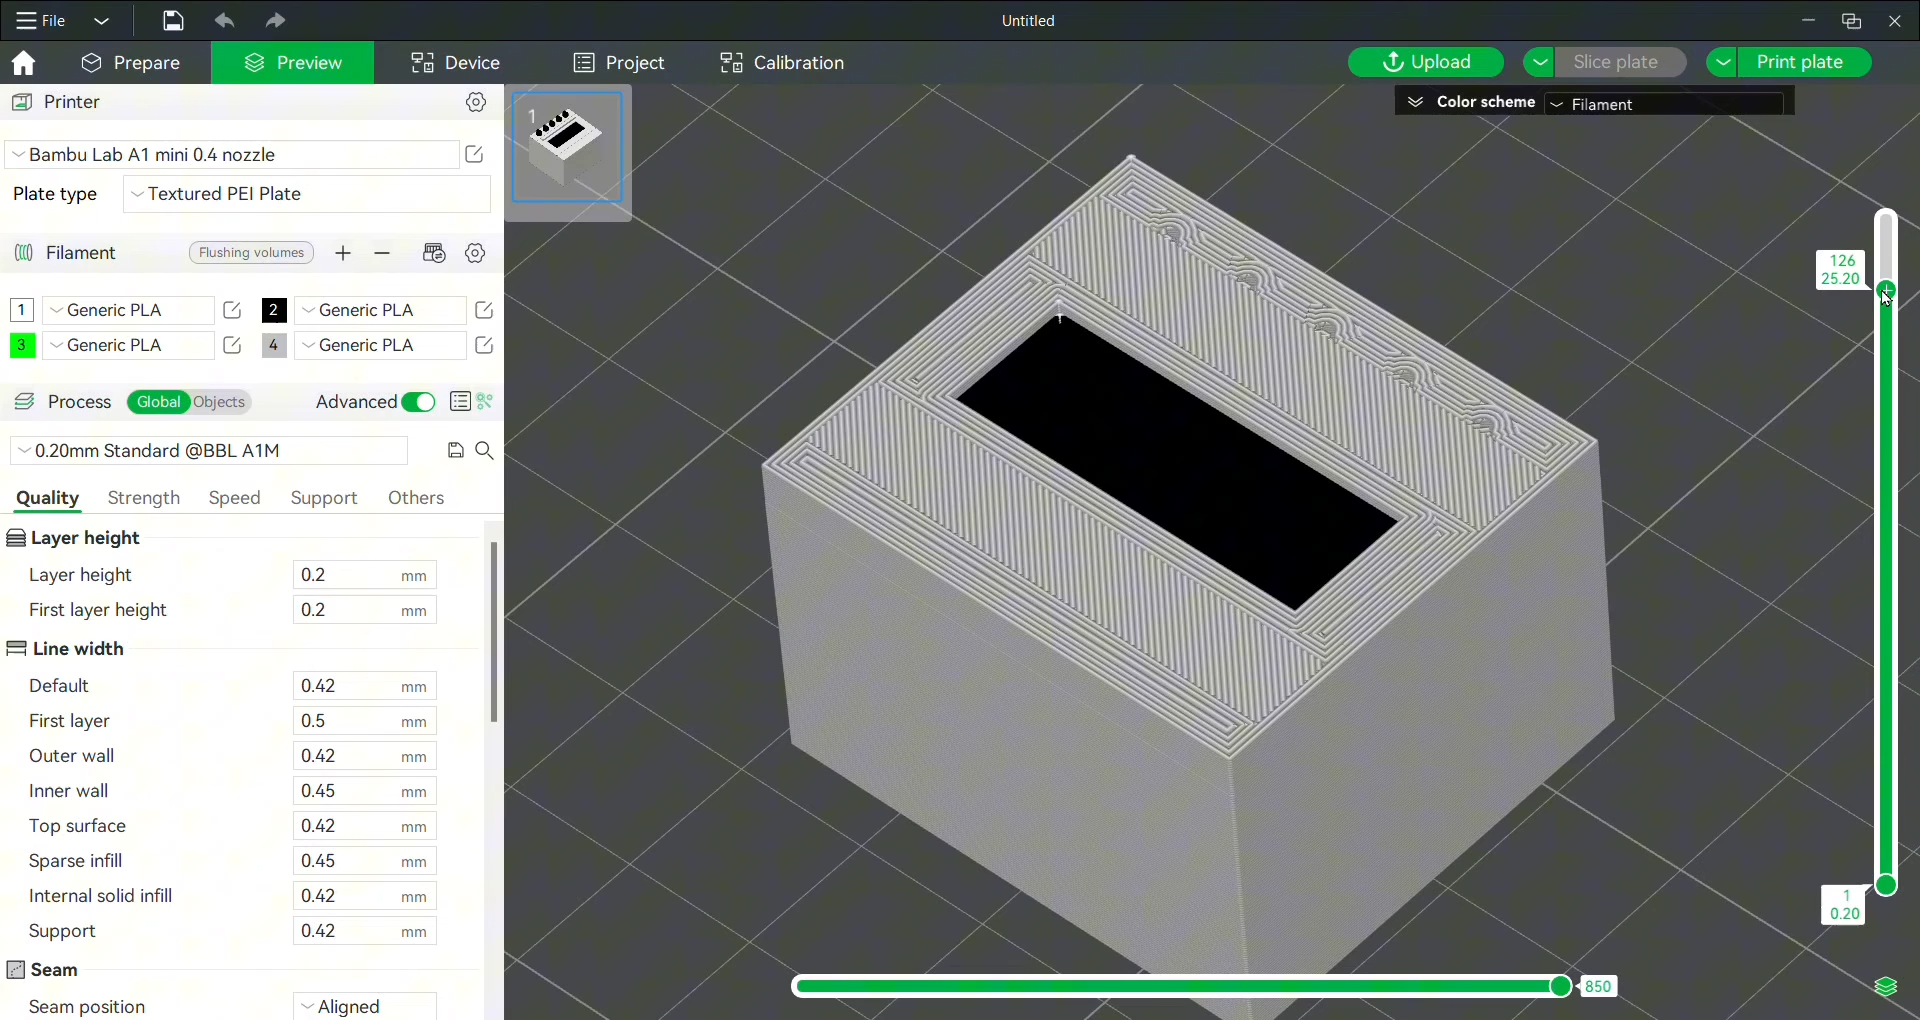 File
Untitled
Prepare
Preview
Device
Project
Calibration
Upload
Slice plate
Print plate
Printer
Color scheme
Filament
1
Bambu Lab A1 mini 0.4 nozzle
Plate type
Textured PEI Plate
Filament
Flushing volumes
1 Generic PLA
2 Generic PLA
3 Generic PLA
4 Generic PLA
126
25.20
Process
Global Objects
Advanced
0.20mm Standard @BBL A1M
Quality
Strength
Speed
Support
Others
Layer height
Layer height 0.2 mm
First layer height 0.2 mm
Line width
Default 0.42 mm
First layer 0.5 mm
Outer wall 0.42 mm
Inner wall 0.45 mm
Top surface 0.42 mm
Sparse infill 0.45 mm
Internal solid infill 0.42 mm
Support 0.42 mm
1
0.20
Seam
850
Seam position Aligned